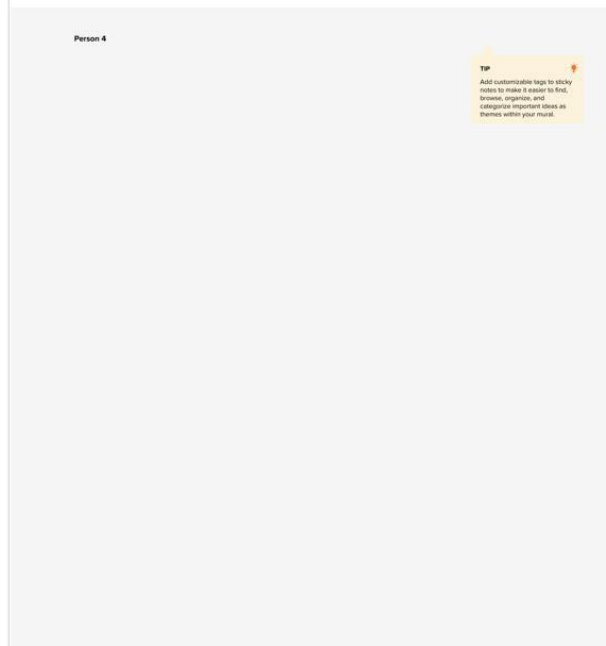 Person 4
TIP
Add customizable tags to sticky
notes to make it easier to find,
browse, organize, and
categorize important ideas as
themes within your mural.